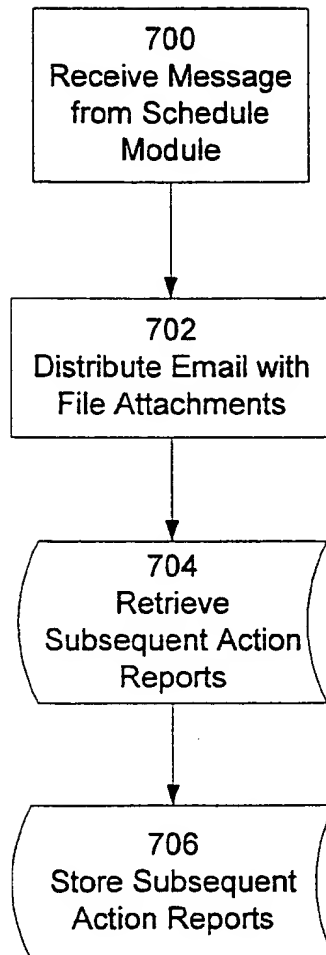 700
Receive Message
from Schedule
Module
702
Distribute Email with
File Attachments
704
Retrieve
Subsequent Action
Reports
706
Store Subsequent
Action Reports